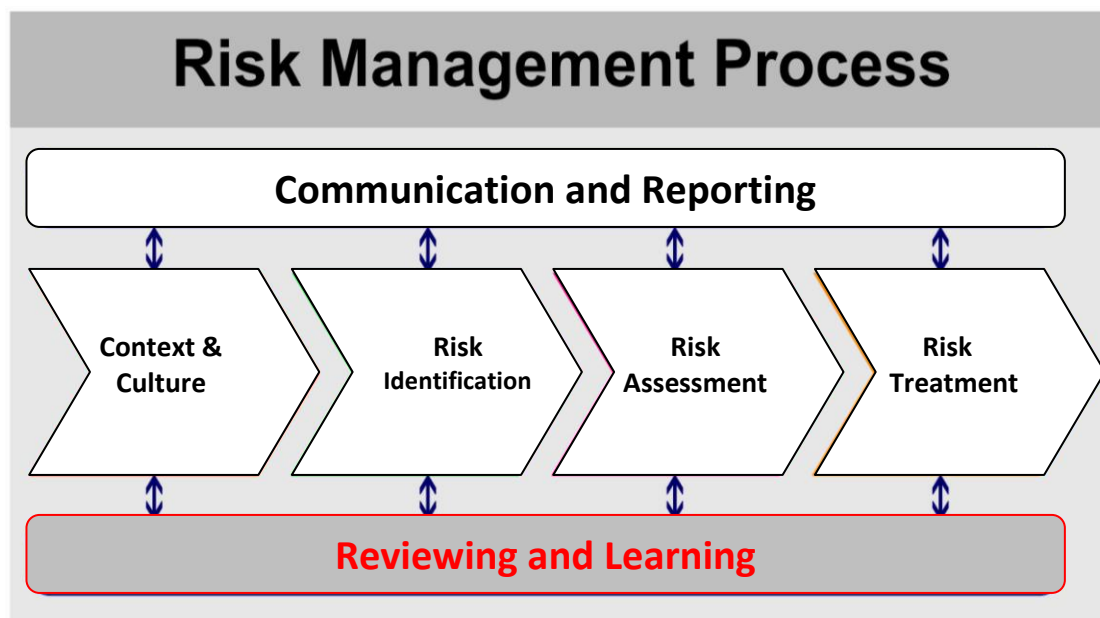 Risk Management Process
Communication and Reporting
Context &
Culture
Risk
Identification
Risk
Assessment
Risk
Treatment
Reviewing and Learning